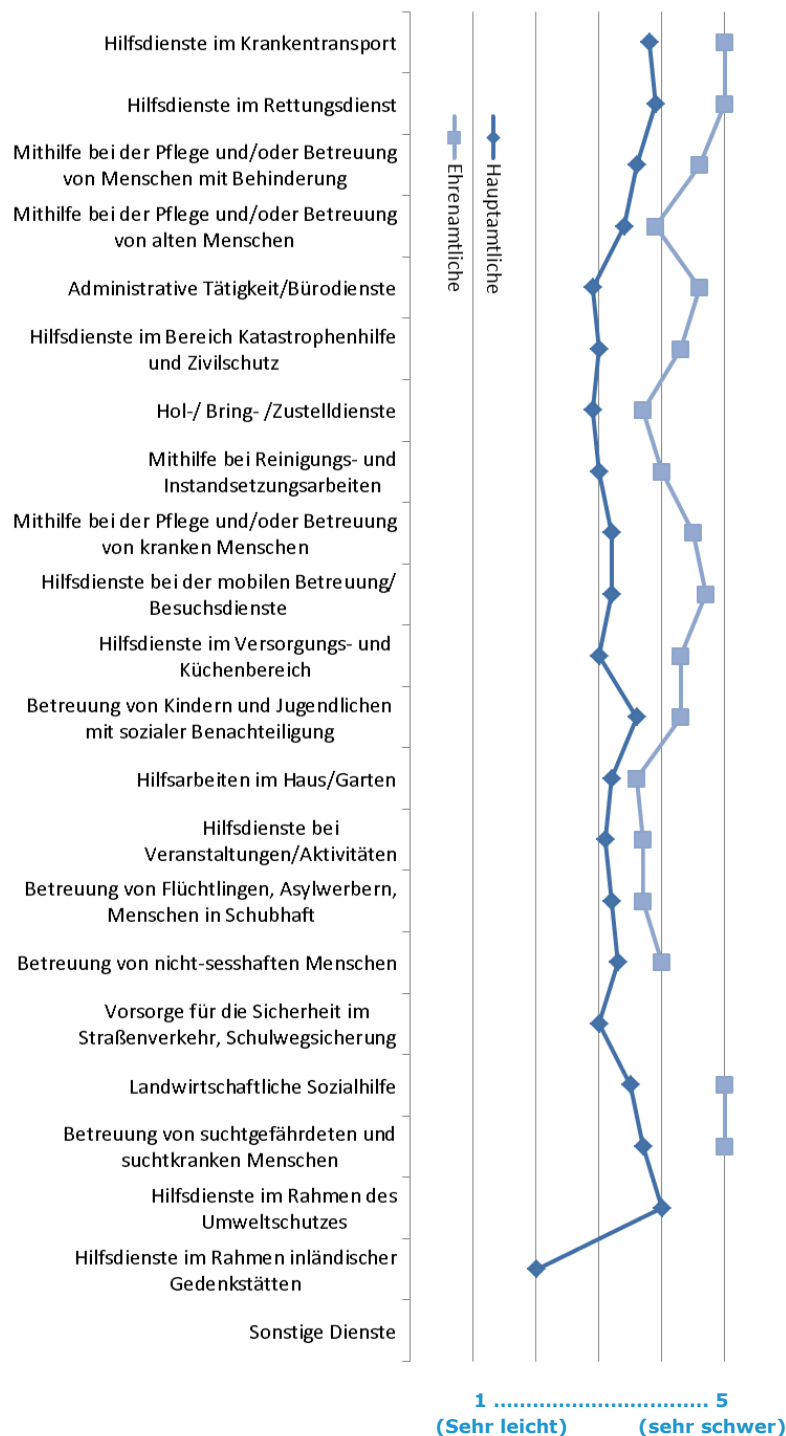 Hilfsdienste im Krankentransport
Hilfsdienste im Rettungsdienst
Mithilfe bei der Pflege und/oder Betreuung
von Menschen mit Behinderung
Mithilfe bei der Pflege und/oder Betreuung
von alten Menschen
Administrative Tätigkeit/Bürodienste
Hilfsdienste im Bereich Katastrophenhilfe
und Zivilschutz
Hol-/ Bring- /Zustelldienste
Mithilfe bei Reinigungs- und
Instandsetzungsarbeiten
Mithilfe bei der Pflege und/oder Betreuung
von kranken Menschen
Hilfsdienste bei der mobilen Betreuung/
Besuchsdienste
Hilfsdienste im Versorgungs- und
Küchenbereich
Betreuung von Kindern und Jugendlichen
mit sozialer Benachteiligung
Hilfsarbeiten im Haus/Garten
Hilfsdienste bei
Veranstaltungen/Aktivitäten
Betreuung von Flüchtlingen, Asylwerbern,
Menschen in Schubhaft
Betreuung von nicht-sesshaften Menschen
Vorsorge für die Sicherheit im
Straßenverkehr, Schulwegsicherung
Landwirtschaftliche Sozialhilfe
Betreuung von suchtgefährdeten und
suchtkranken Menschen
Hilfsdienste im Rahmen des
Umweltschutzes
Hilfsdienste im Rahmen inländischer
Gedenkstätten
Sonstige Dienste
Hauptamtliche
Ehrenamtliche
1 .................................. 5
(Sehr leicht) (sehr schwer)